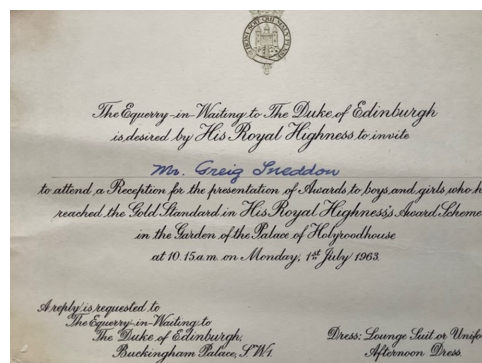 HONI SOIT QUI MAL Y PENSE
The Equerry-in-Waiting to The Duke of Edinburgh
is desired by His Royal Highness to invite
Mr. Greig Sneddon
to attend a Reception for the presentation of Awards to boys and girls who h
reached the Gold Standard in His Royal Highness's Award Scheme
in the Garden of the Palace of Holyroodhouse
at 10.15 a.m. on Monday, 1st July 1963.
A reply is requested to
The Equerry-in-Waiting to
The Duke of Edinburgh,
Buckingham Palace, S.W.1.
Dress: Lounge Suit or Unifo
Afternoon Dress.